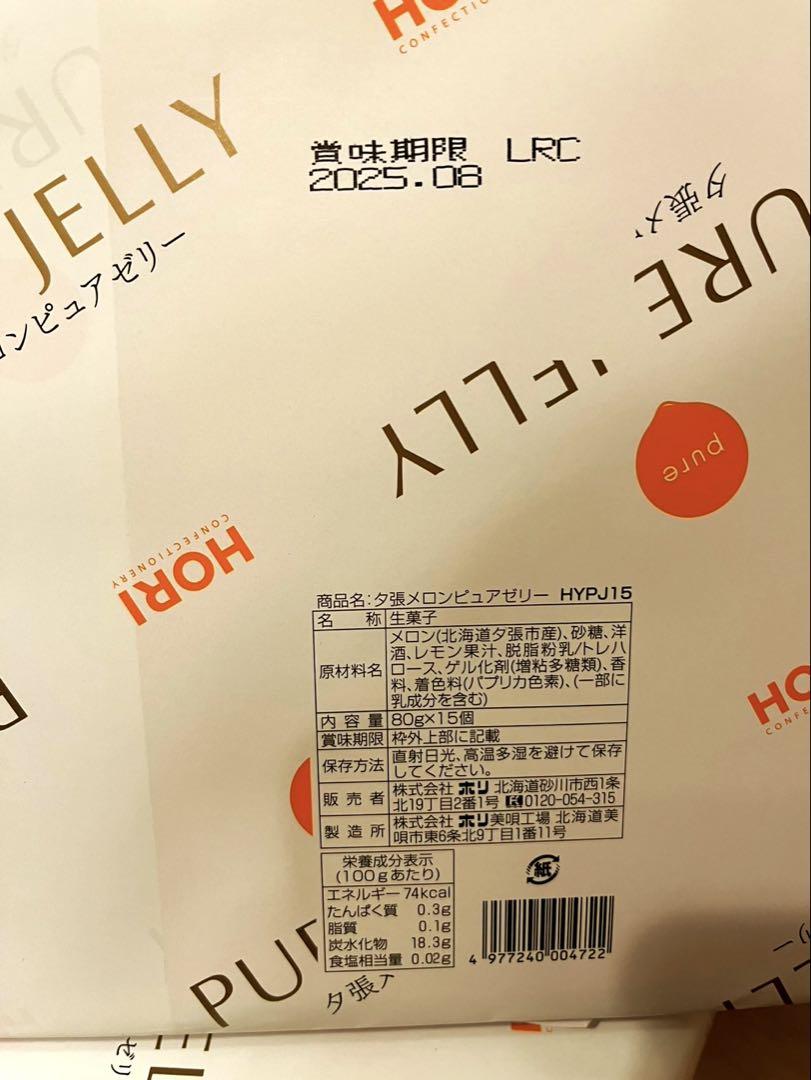 HORI
JELLY
賞味期限 LRC
2025.08
ピュアゼリー
夕張メ
URE
JELLY
pure
CONFECTIONERY
HORI
商品名:夕張メロンピュアゼリー HYPJ15
名 称 生菓子
原材料名 メロン(北海道夕張市産)、砂糖、洋
酒、レモン果汁、脱脂粉乳/トレハ
ロース、ゲル化剤(増粘多糖類)、香
料、着色料(パプリカ色素)、(一部に
乳成分を含む)
内容量 80g×15個
賞味期限 枠外上部に記載
保存方法 直射日光、高温多湿を避けて保存
してください。
販売者 株式会社 ホリ 北海道砂川市西1条
北19丁目2番1号 0120-054-315
製造所 株式会社 ホリ美唄工場 北海道美
唄市東6条北9丁目1番11号
栄養成分表示
(100gあたり)
エネルギー 74kcal
たんぱく質 0.3g
脂質 0.1g
炭水化物 18.3g
食塩相当量 0.02g
紙
4 977240 004722
HO
CONFE
PU
夕張